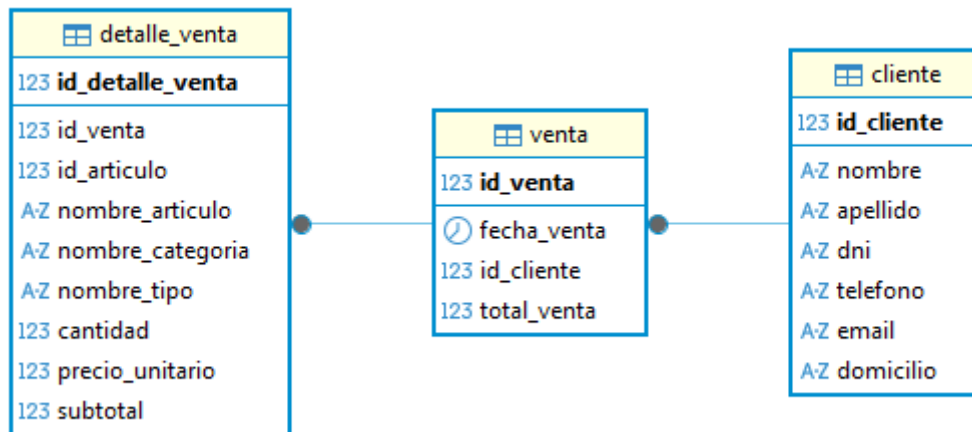 detalle_venta
123 id_detalle_venta
123 id_venta
123 id_articulo
A-Z nombre_articulo
A-Z nombre_categoria
A-Z nombre_tipo
123 cantidad
123 precio_unitario
123 subtotal
venta
123 id_venta
fecha_venta
123 id_cliente
123 total_venta
cliente
123 id_cliente
A-Z nombre
A-Z apellido
A-Z dni
A-Z telefono
A-Z email
A-Z domicilio